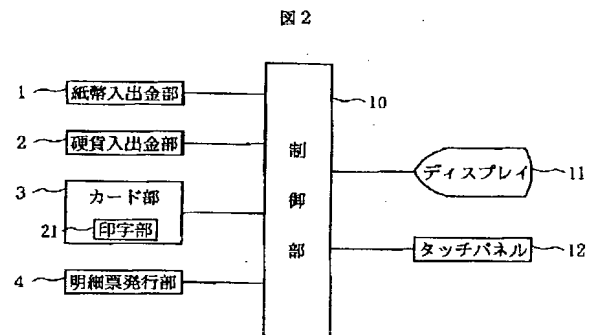 図2
1 紙幣入出金部
2 硬貨入出金部
3 カード部
21 印字部
4 明細票発行部
制御部
10
ディスプレイ 11
タッチパネル 12